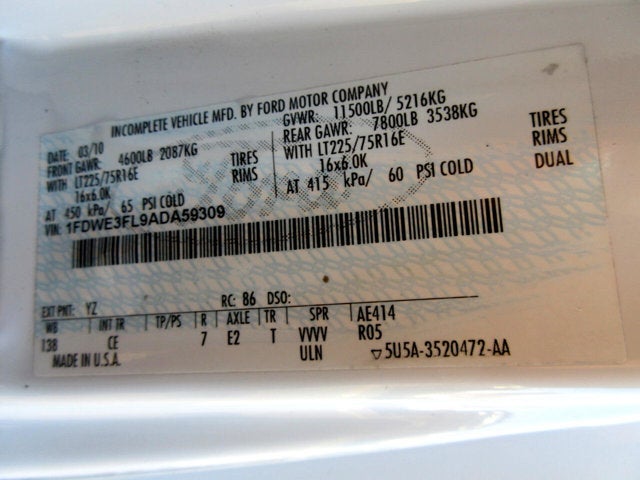 INCOMPLETE VEHICLE MFD. BY FORD MOTOR COMPANY
DATE: 03/10 GVWR: 11500LB/ 5216KG
FRONT GAWR: 4600LB 2087KG REAR GAWR: 7800LB 3538KG
WITH LT225/75R16E TIRES WITH LT225/75R16E TIRES
16x6.0K RIMS 16x6.0K RIMS
AT 450 kPa/ 65 PSI COLD AT 415 kPa/ 60 PSI COLD DUAL
VIN: 1FDWE3FL9ADA59309
EXT PNT: YZ RC: 86 DSO:
WB INT TR TP/PS R AXLE TR SPR AE414
138 CE 7 E2 T VVVV R05
MADE IN U.S.A. ULN ▽5U5A-3520472-AA